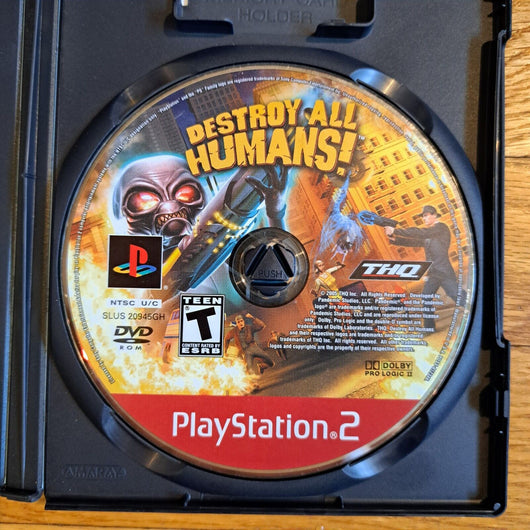 HOLDER
DESTROY ALL
HUMANS!™
PUSH
NTSC U/C
SLUS 20945GH
DVD
ROM
TEEN
T
CONTENT RATED BY
ESRB
THQ
© 2005 THQ Inc. All Rights Reserved. Developed by
Pandemic Studios, LLC. Pandemic®, and the Pandemic
logo® are trademarks and/or registered trademarks of
Pandemic Studios, LLC and are reproduced under license
only. Dolby, Pro Logic and the double-D symbol are
trademarks of Dolby Laboratories. THQ, Destroy All Humans
and their respective logos are trademarks and/or registered
trademarks of THQ Inc. All rights reserved. All other trademarks,
logos and copyrights are the property of their respective owners.
DOLBY
PRO LOGIC II
PlayStation®2
AMARAY